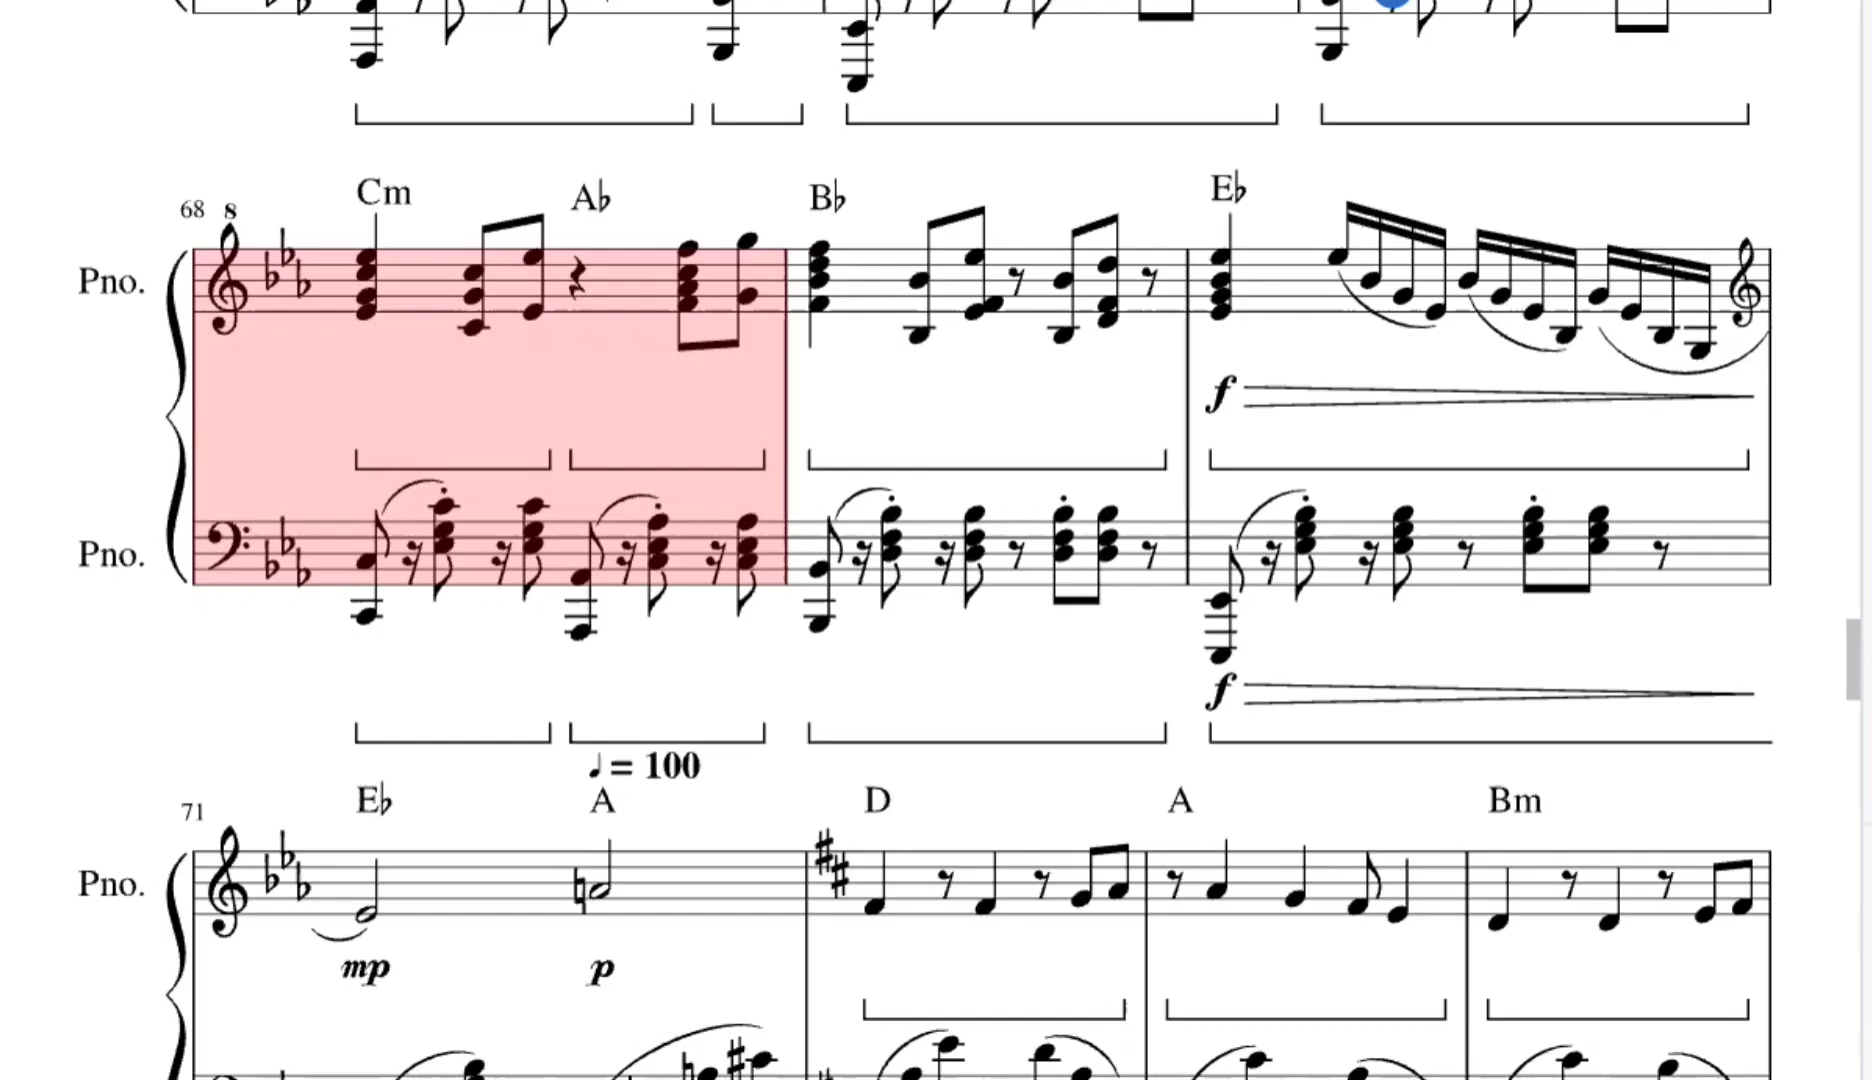 Cm A♭ B♭ E♭
68 8
Pno.
f
Pno.
f
♩ = 100
E♭ A D A Bm
71
Pno.
mp p